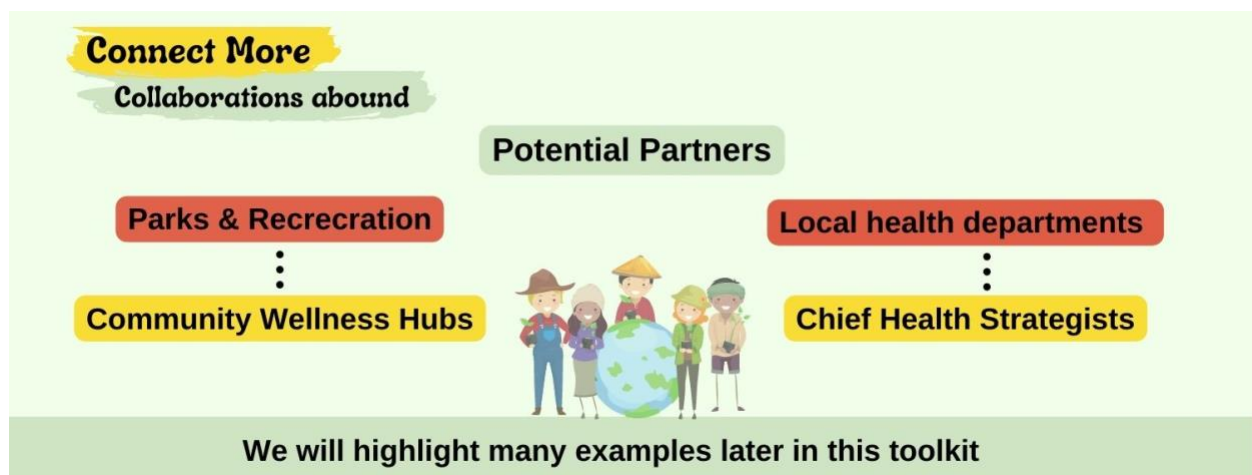 Connect More
Collaborations abound
Potential Partners
Parks & Recrecration
Local health departments
Community Wellness Hubs
Chief Health Strategists
We will highlight many examples later in this toolkit